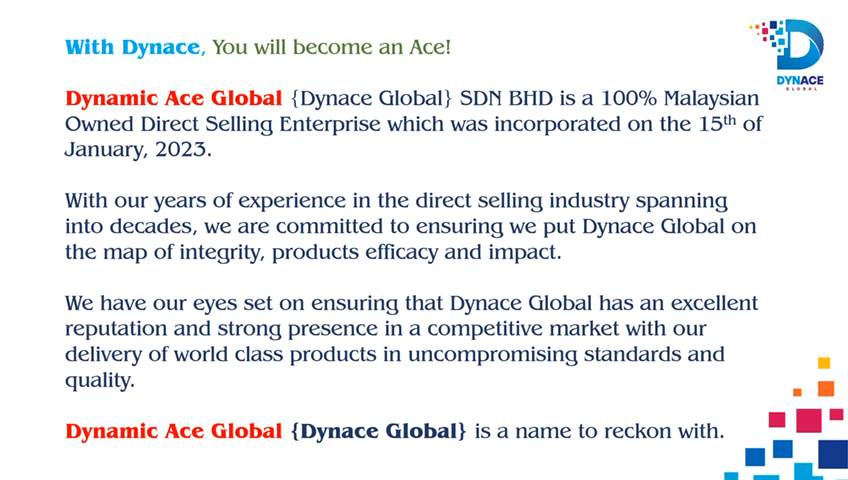 With Dynace, You will become an Ace!
DYNACE
GLOBAL
Dynamic Ace Global {Dynace Global} SDN BHD is a 100% Malaysian
Owned Direct Selling Enterprise which was incorporated on the 15th of
January, 2023.
With our years of experience in the direct selling industry spanning
into decades, we are committed to ensuring we put Dynace Global on
the map of integrity, products efficacy and impact.
We have our eyes set on ensuring that Dynace Global has an excellent
reputation and strong presence in a competitive market with our
delivery of world class products in uncompromising standards and
quality.
Dynamic Ace Global {Dynace Global} is a name to reckon with.